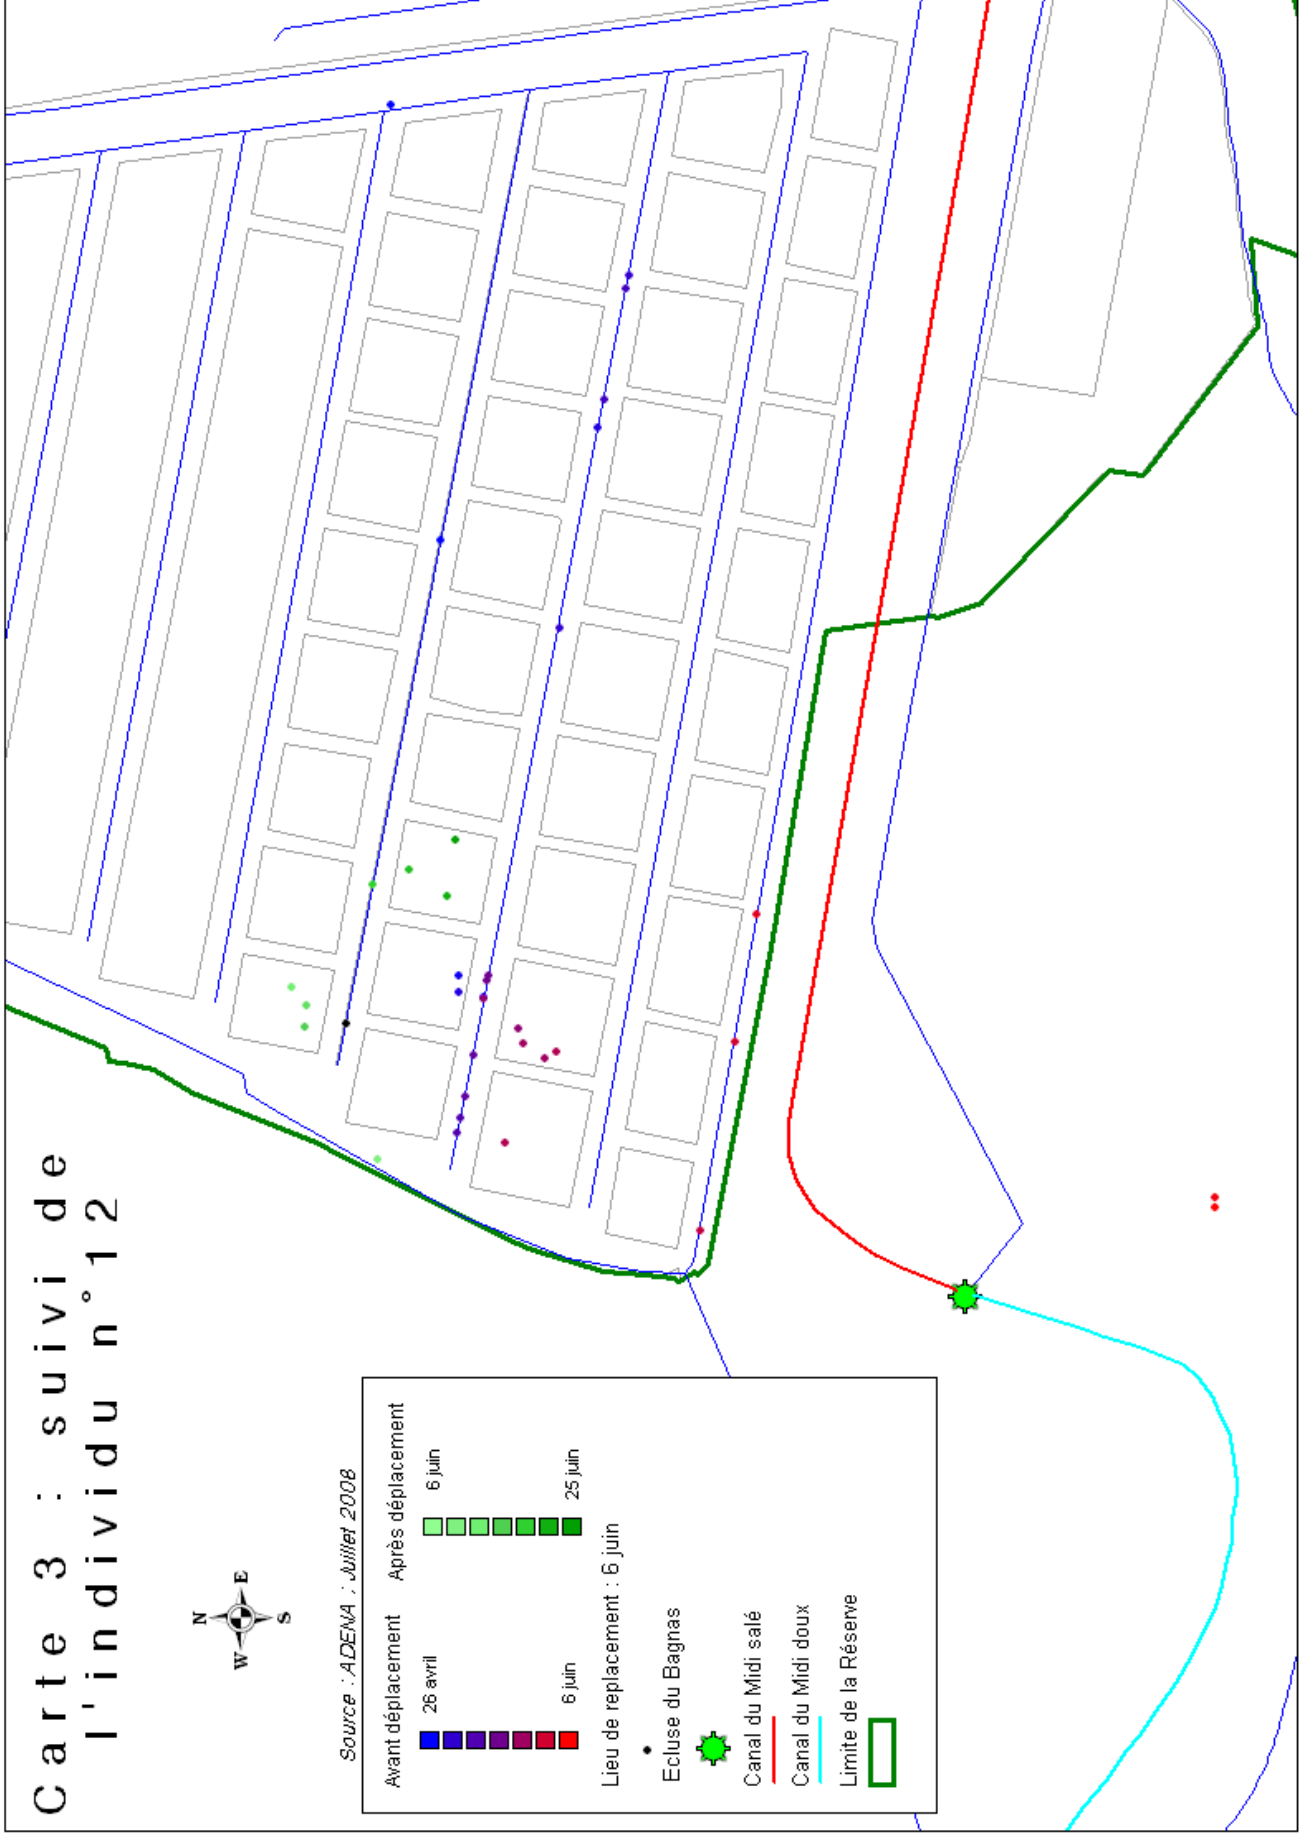 Carte 3 : suivi de
l'individu n°12
N
W E
S
Source : ADENA ; Juillet 2008
Avant déplacement
26 avril
6 juin
Après déplacement
6 juin
25 juin
Lieu de replacement : 6 juin
Ecluse du Bagnas
Canal du Midi salé
Canal du Midi doux
Limite de la Réserve